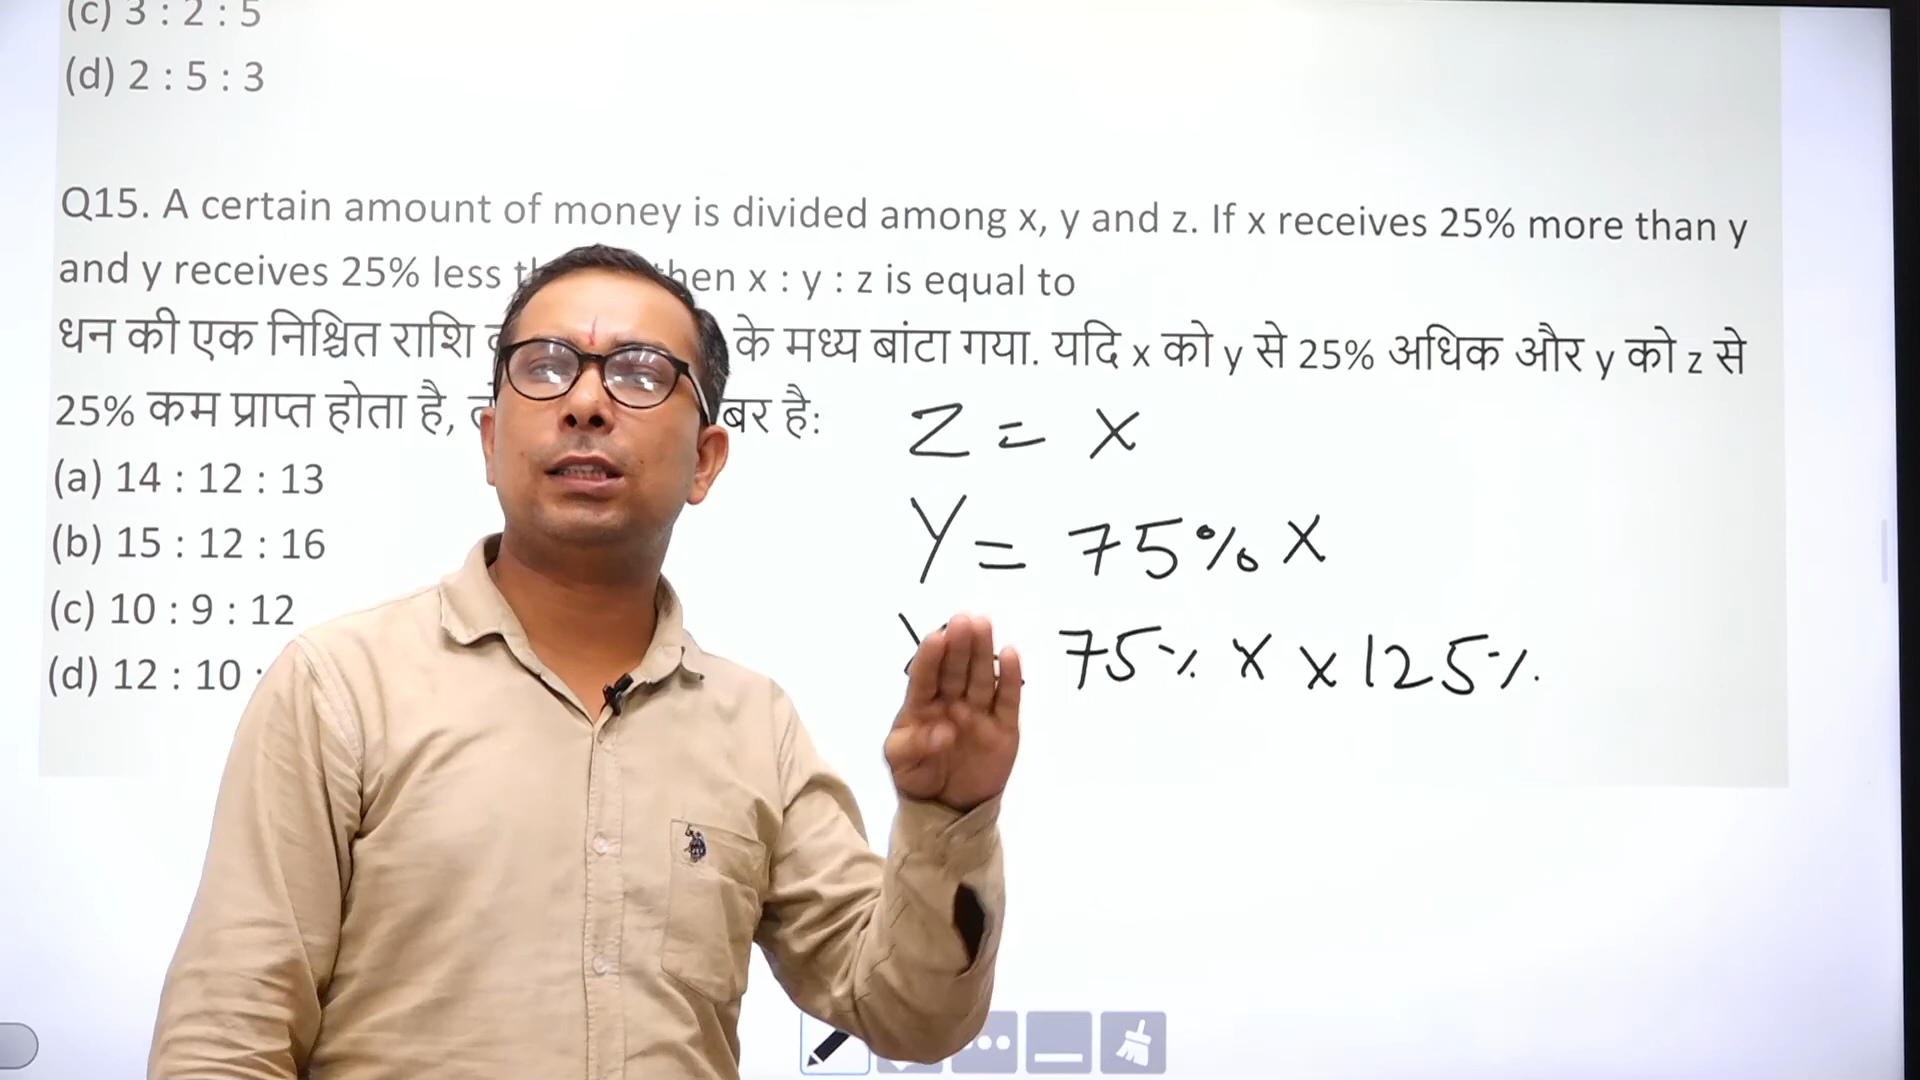 (c) 3 : 2 : 5
(d) 2 : 5 : 3
Q15. A certain amount of money is divided among x, y and z. If x receives 25% more than y
and y receives 25% less then x : y : z is equal to
धन की एक निश्चित राशि के मध्य बांटा गया. यदि x को y से 25% अधिक और y को z से
25% कम प्राप्त होता है, है:
(a) 14 : 12 : 13
(b) 15 : 12 : 16
(c) 10 : 9 : 12
(d) 12 : 10 :
Z = x
Y = 75% x
75% x × 125%